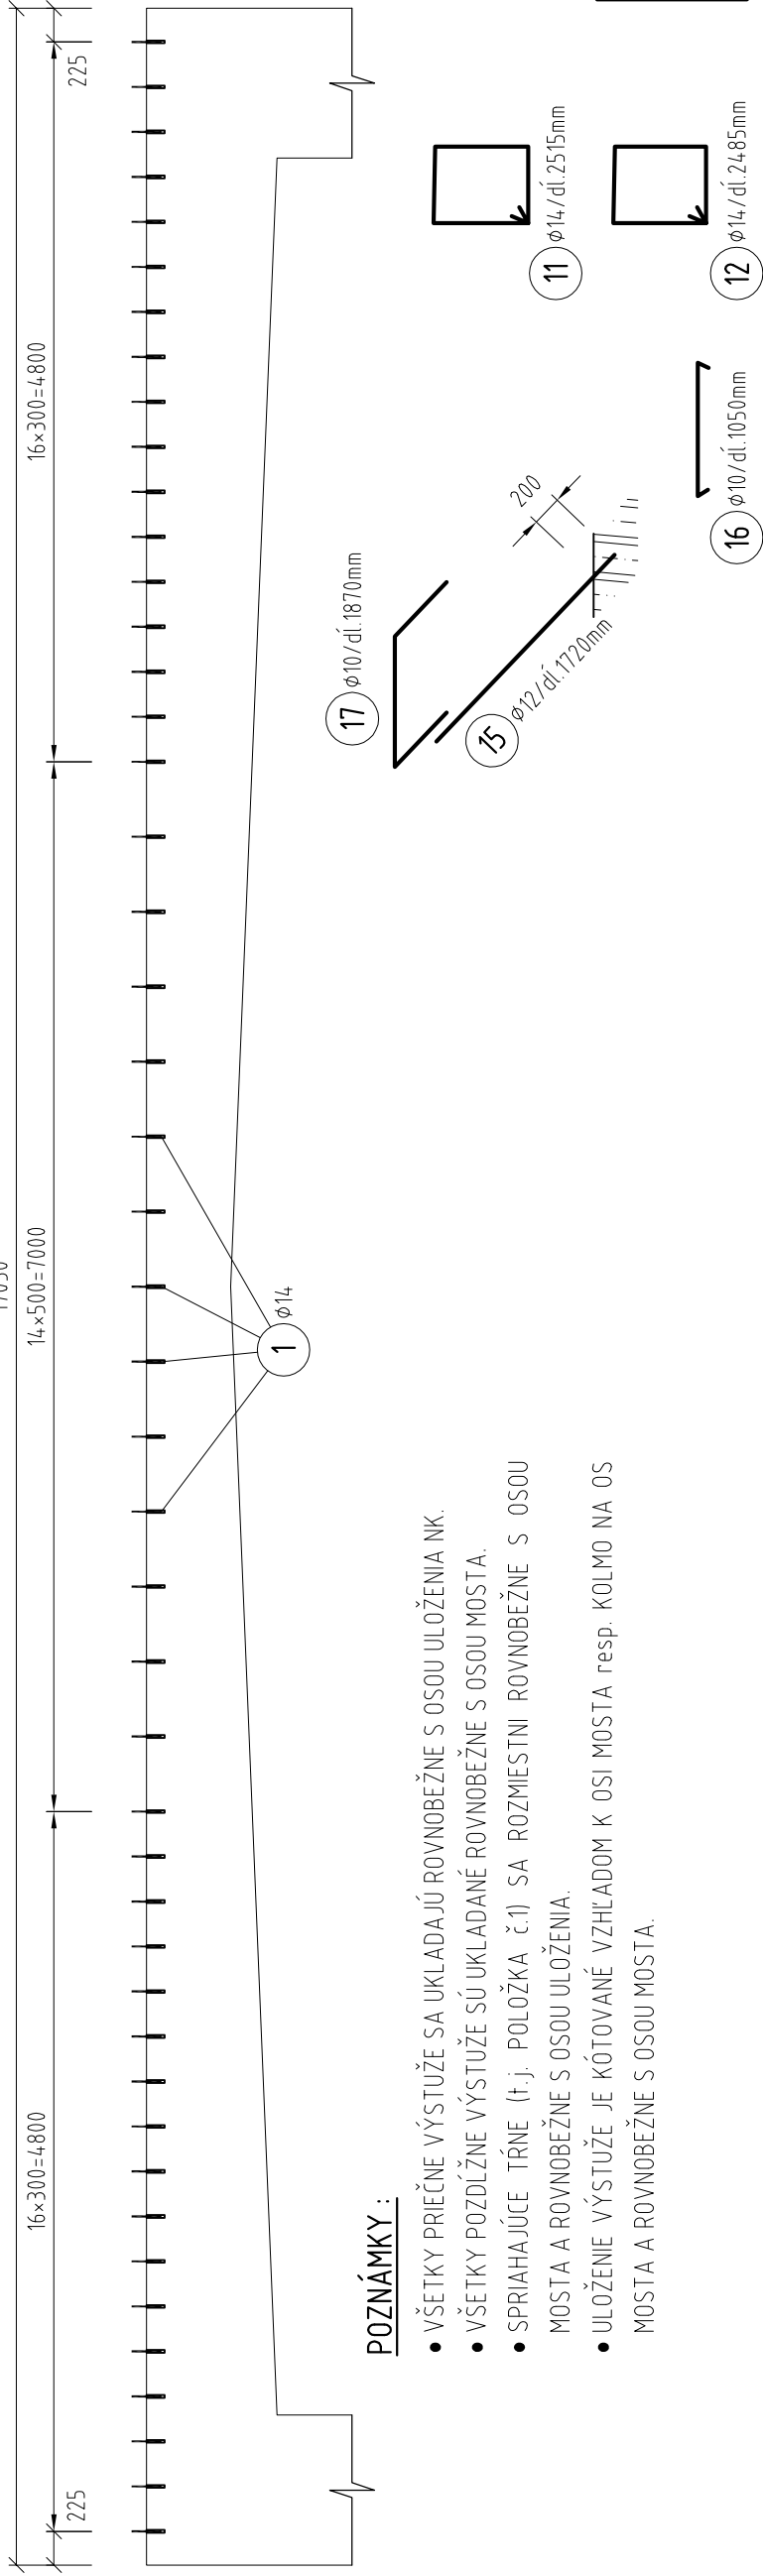 225
16×300=4800
14×500=7000
16×300=4800
225
1 φ14
POZNÁMKY :
• VŠETKY PRIEČNE VÝSTUŽE SA UKLADAJÚ ROVNOBEŽNE S OSOU ULOŽENIA NK.
• VŠETKY POZDĹŽNE VÝSTUŽE SÚ UKLADANÉ ROVNOBEŽNE S OSOU MOSTA.
• SPRIAHAJÚCE TŔNE (t.j. POLOŽKA č.1) SA ROZMIESTNI ROVNOBEŽNE S OSOU
MOSTA A ROVNOBEŽNE S OSOU ULOŽENIA.
• ULOŽENIE VÝSTUŽE JE KÓTOVANÉ VZHĽADOM K OSI MOSTA resp. KOLMO NA OS
MOSTA A ROVNOBEŽNE S OSOU MOSTA.
17 φ10/dĺ.1870mm
15 φ12/dĺ.1720mm
200
16 φ10/dĺ.1050mm
11 φ14/dĺ.2515mm
12 φ14/dĺ.2485mm